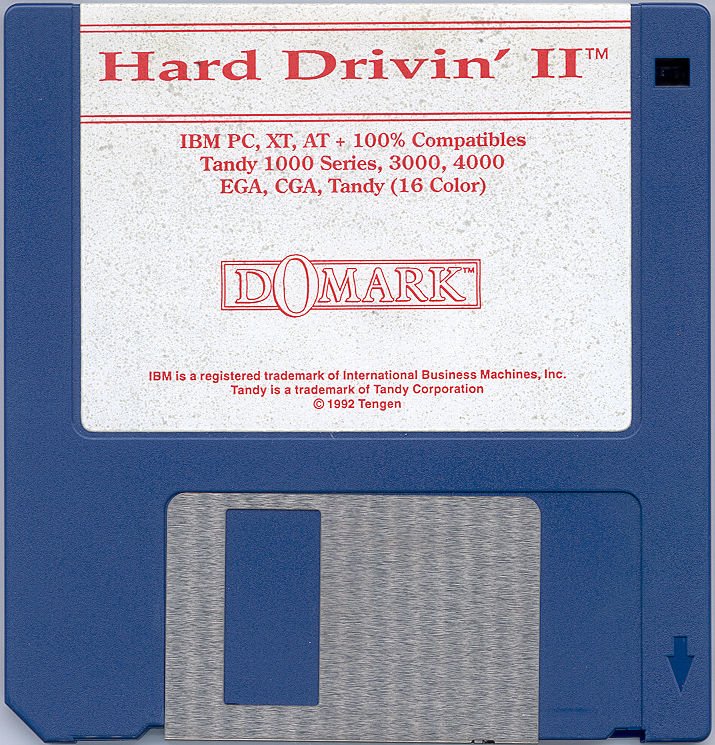 Hard Drivin' II™
IBM PC, XT, AT + 100% Compatibles
Tandy 1000 Series, 3000, 4000
EGA, CGA, Tandy (16 Color)
DOMARK™
IBM is a registered trademark of International Business Machines, Inc.
Tandy is a trademark of Tandy Corporation
© 1992 Tengen